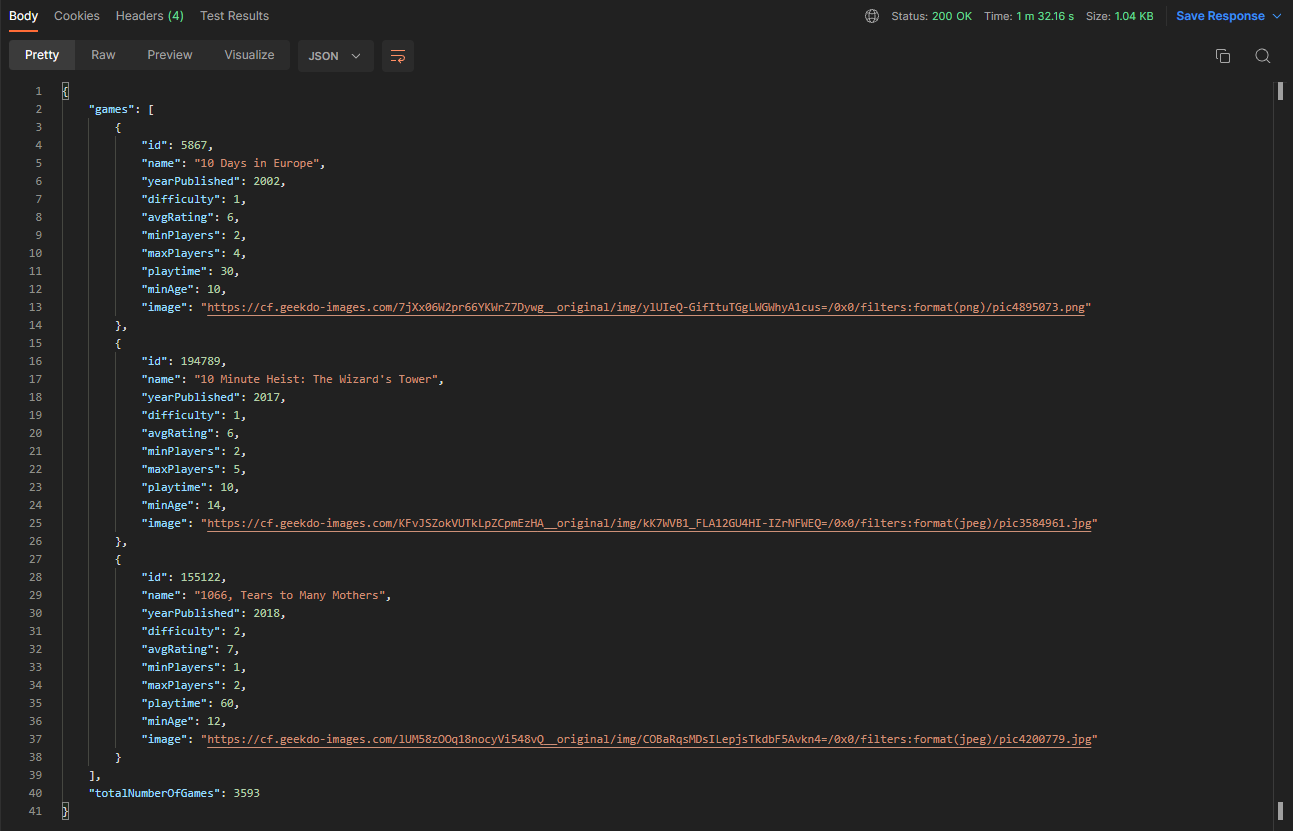 Body Cookies Headers (4) Test Results Status: 200 OK Time: 1 m 32.16 s Size: 1.04 KB Save Response
Pretty Raw Preview Visualize JSON
1 {
2 "games": [
3 {
4 "id": 5867,
5 "name": "10 Days in Europe",
6 "yearPublished": 2002,
7 "difficulty": 1,
8 "avgRating": 6,
9 "minPlayers": 2,
10 "maxPlayers": 4,
11 "playtime": 30,
12 "minAge": 10,
13 "image": "https://cf.geekdo-images.com/7jXx06W2pr66YKWrZ7Dywg__original/img/ylUIeQ-GifItuTGgLWGWhyA1cus=/0x0/filters:format(png)/pic4895073.png"
14 },
15 {
16 "id": 194789,
17 "name": "10 Minute Heist: The Wizard's Tower",
18 "yearPublished": 2017,
19 "difficulty": 1,
20 "avgRating": 6,
21 "minPlayers": 2,
22 "maxPlayers": 5,
23 "playtime": 10,
24 "minAge": 14,
25 "image": "https://cf.geekdo-images.com/KFvJSZokVUTkLpZCpmEzHA__original/img/kK7WVB1_FLA12GU4HI-IZrNFWEQ=/0x0/filters:format(jpeg)/pic3584961.jpg"
26 },
27 {
28 "id": 155122,
29 "name": "1066, Tears to Many Mothers",
30 "yearPublished": 2018,
31 "difficulty": 2,
32 "avgRating": 7,
33 "minPlayers": 1,
34 "maxPlayers": 2,
35 "playtime": 60,
36 "minAge": 12,
37 "image": "https://cf.geekdo-images.com/lUM58zOOq18nocyVi548vQ__original/img/COBaRqsMDsILepjsTkdbF5Avkn4=/0x0/filters:format(jpeg)/pic4200779.jpg"
38 }
39 ],
40 "totalNumberOfGames": 3593
41 }